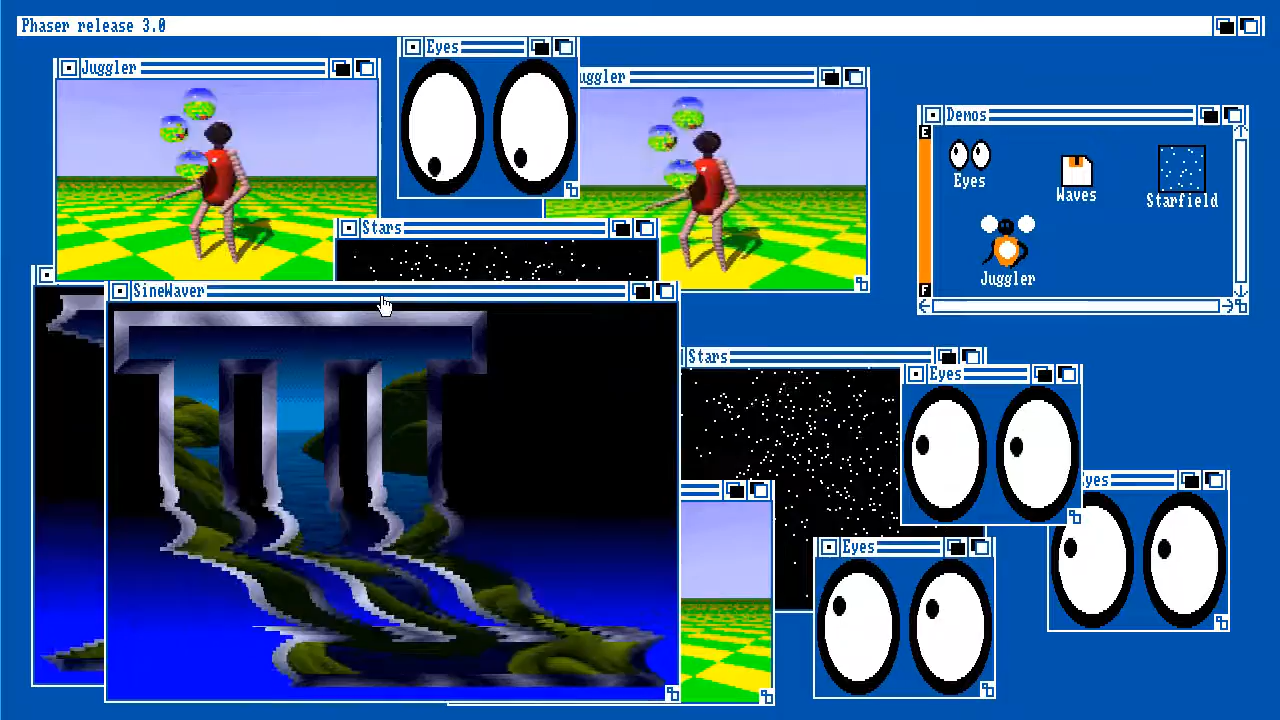 Phaser release 3.0
Eyes
Juggler
uggler
Demos
E
Eyes
Waves
Starfield
Juggler
F
Stars
SineWaver
Stars
Eyes
yes
Eyes